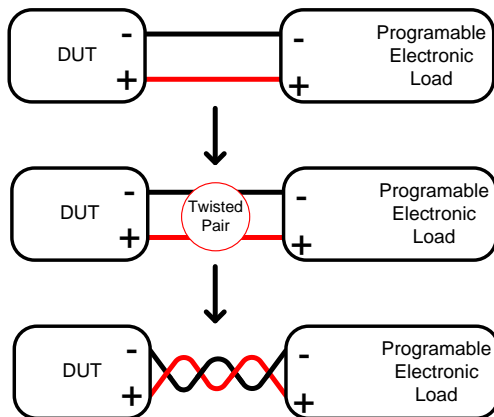 DUT
-
+
-
+
Programable
Electronic
Load
DUT
-
+
Twisted
Pair
-
+
Programable
Electronic
Load
DUT
-
+
-
+
Programable
Electronic
Load